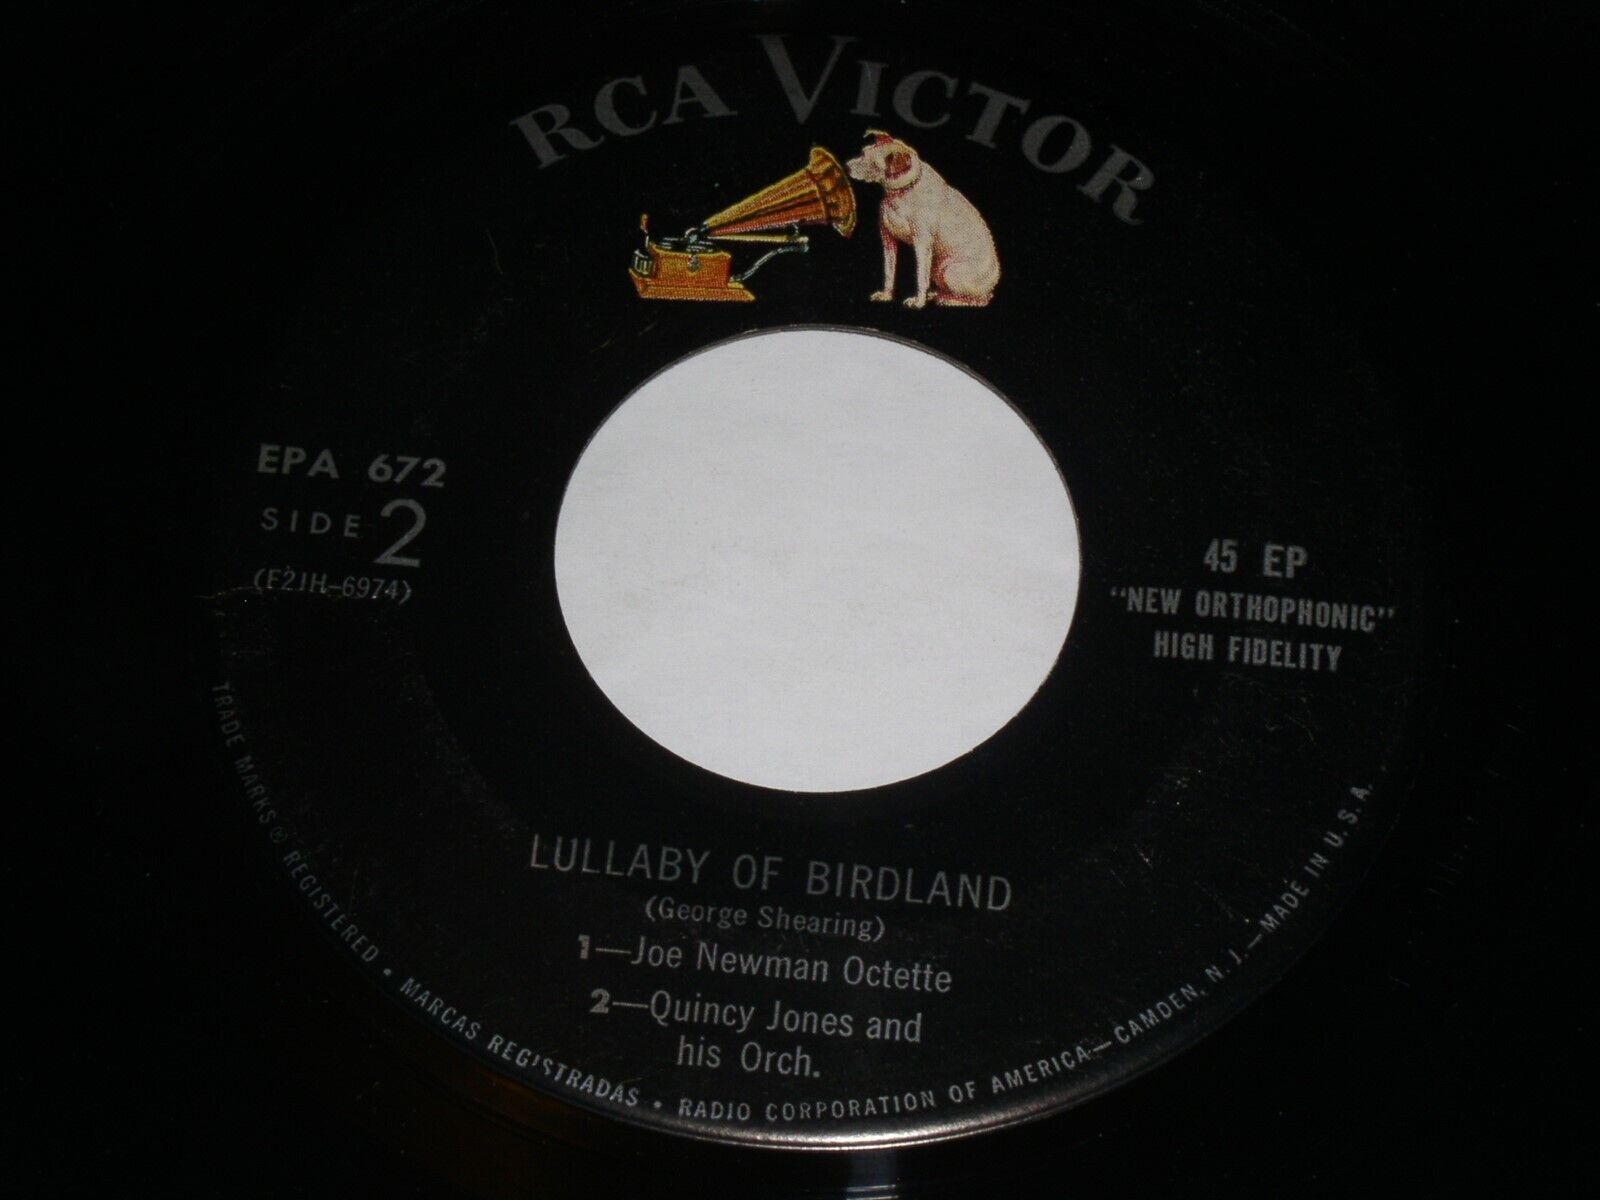 RCA VICTOR
EPA 672
SIDE 2
(F2JH-6974)
45 EP
"NEW ORTHOPHONIC"
HIGH FIDELITY
LULLABY OF BIRDLAND
(George Shearing)
1—Joe Newman Octette
2—Quincy Jones and
his Orch.
TRADE MARKS ® REGISTERED • MARCAS REGISTRADAS • RADIO CORPORATION OF AMERICA—CAMDEN, N. J.—MADE IN U. S. A.